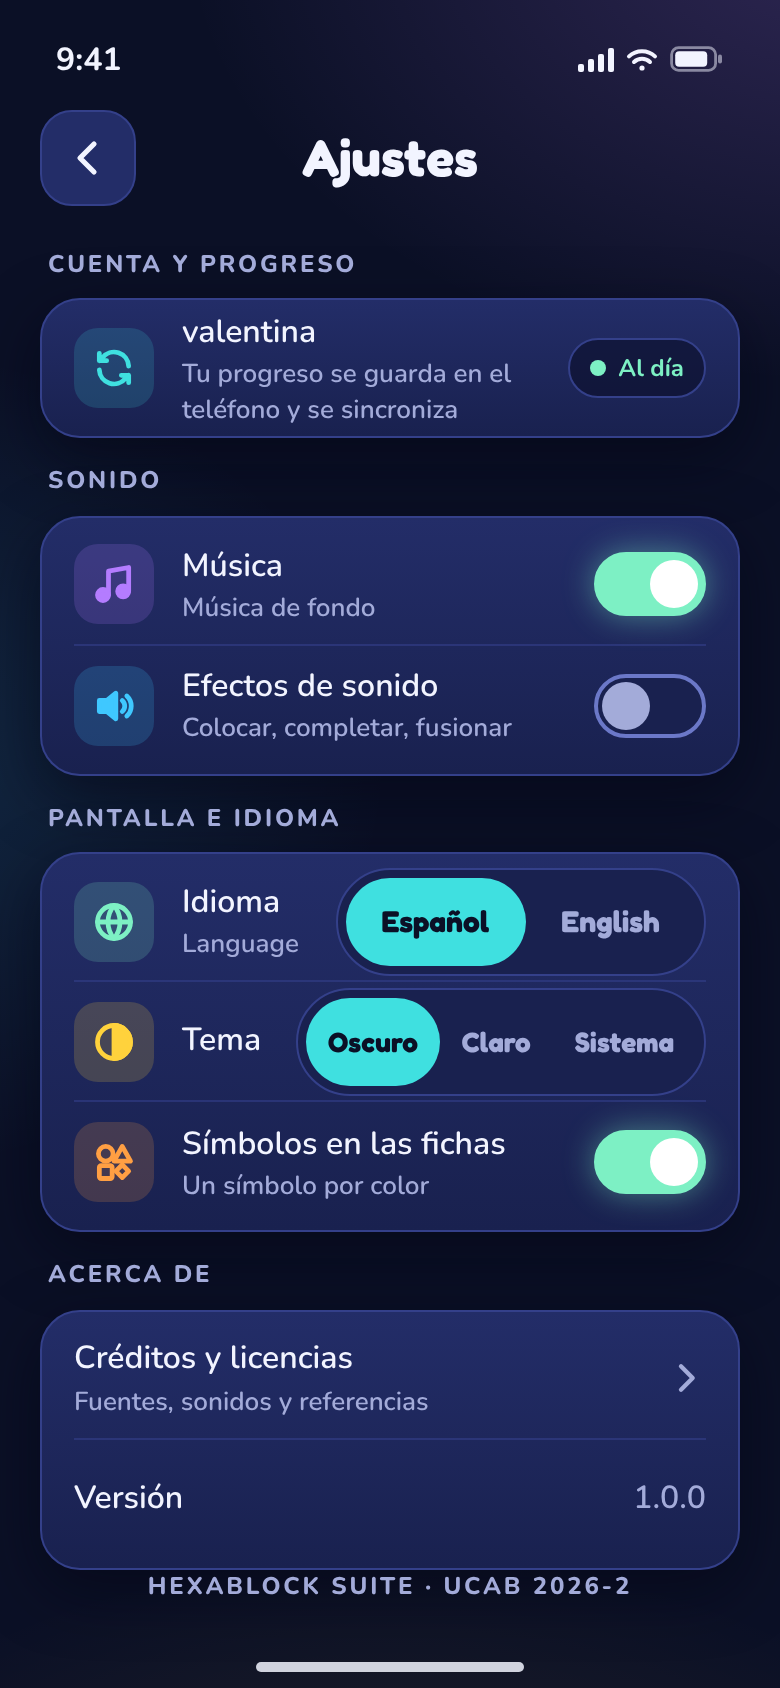 9:41
Ajustes
CUENTA Y PROGRESO
valentina
Tu progreso se guarda en el
teléfono y se sincroniza
Al día
SONIDO
Música
Música de fondo
Efectos de sonido
Colocar, completar, fusionar
PANTALLA E IDIOMA
Idioma
Language
Español
English
Tema
Oscuro
Claro
Sistema
Símbolos en las fichas
Un símbolo por color
ACERCA DE
Créditos y licencias
Fuentes, sonidos y referencias
Versión
1.0.0
HEXABLOCK SUITE · UCAB 2026-2